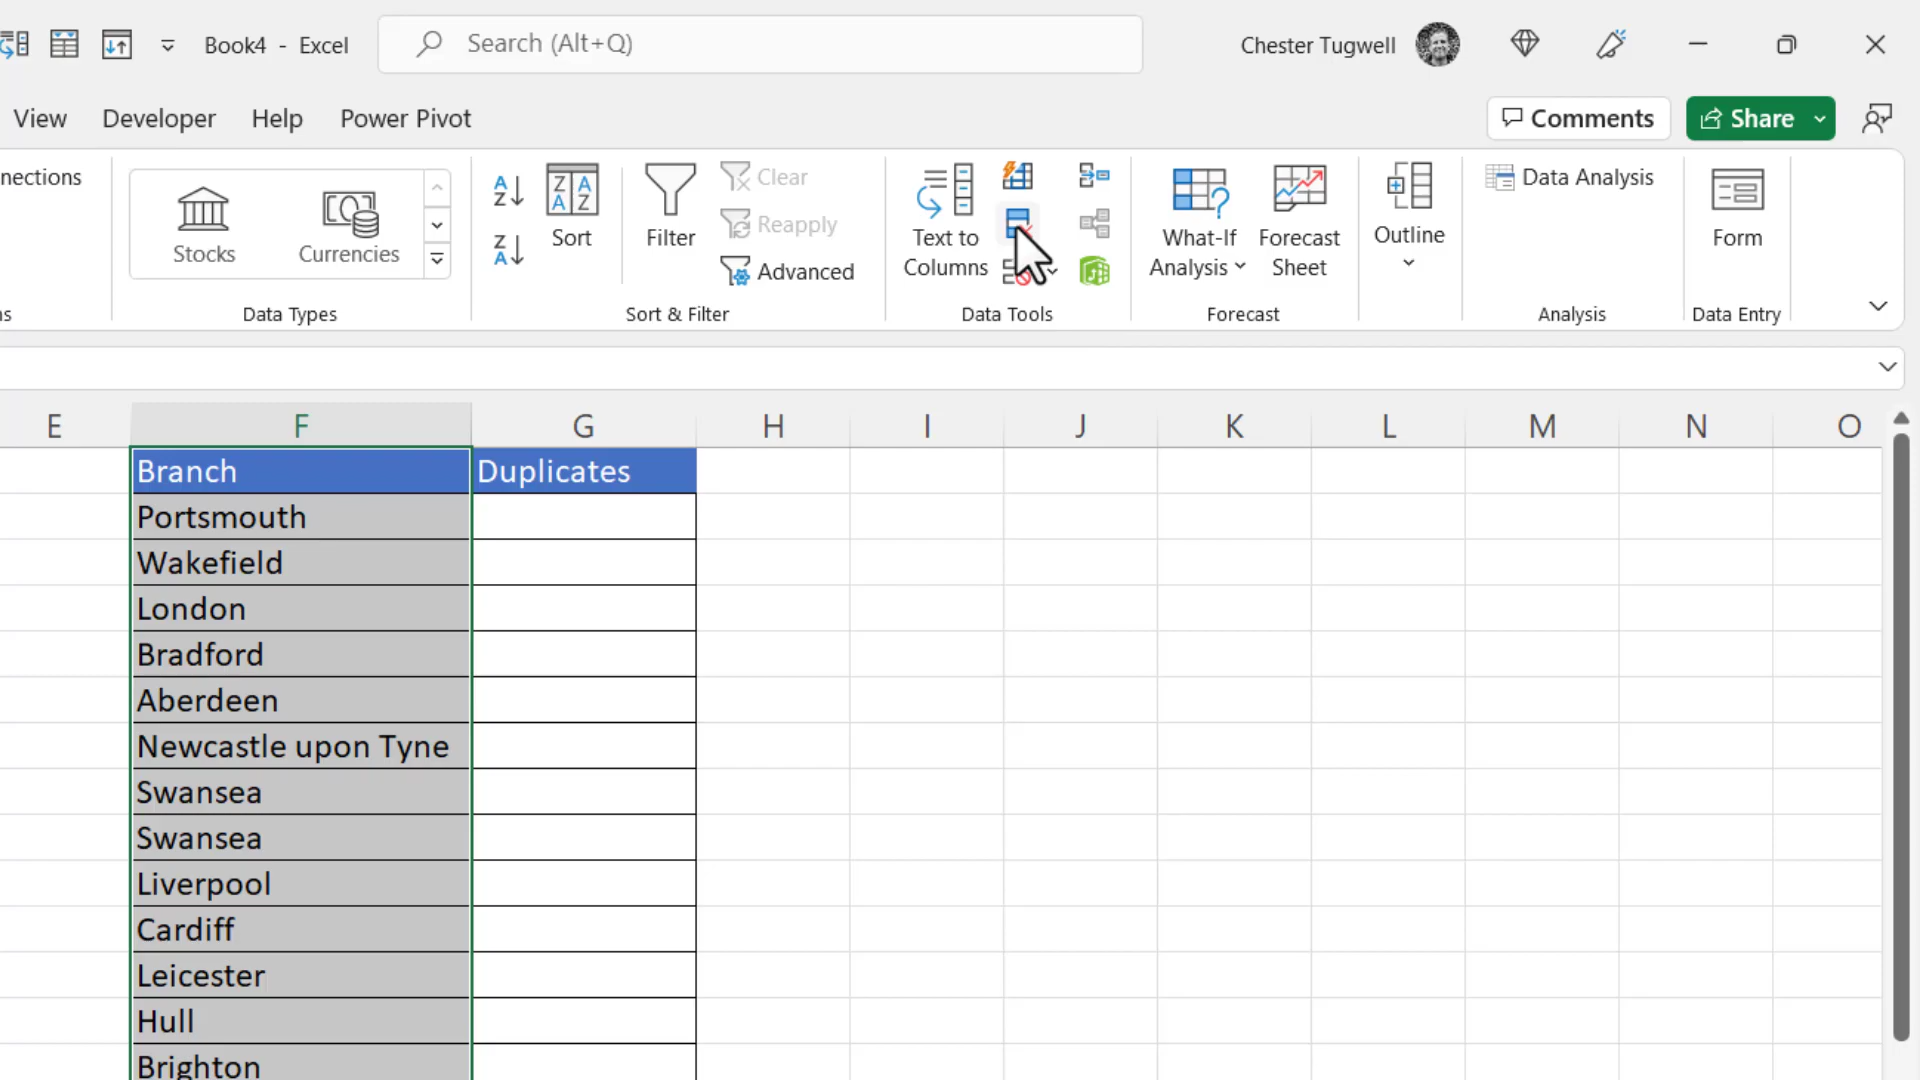 Book4 - Excel
Search (Alt+Q)
Chester Tugwell
View Developer Help Power Pivot
Comments Share
nections
Stocks Currencies
Data Types
Sort
Filter
Clear
Reapply
Advanced
Sort & Filter
Text to
Columns
Data Tools
What-If
Analysis
Forecast
Sheet
Forecast
Outline
Data Analysis
Analysis
Form
Data Entry
E F G H I J K L M N O
Branch Duplicates
Portsmouth
Wakefield
London
Bradford
Aberdeen
Newcastle upon Tyne
Swansea
Swansea
Liverpool
Cardiff
Leicester
Hull
Brighton